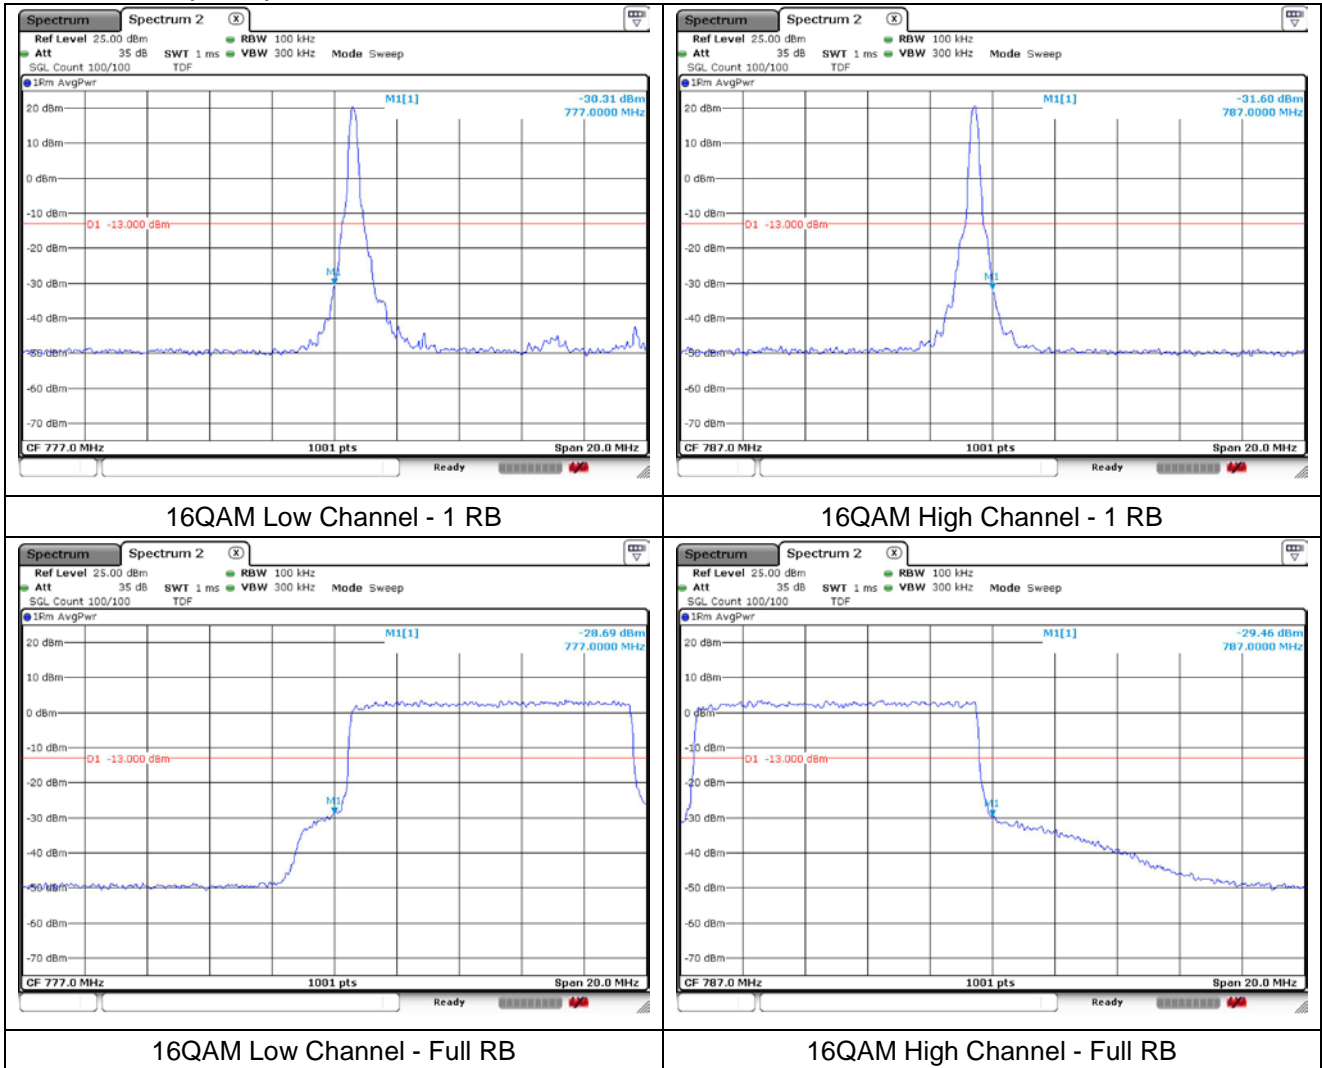 Spectrum Spectrum 2 X
Ref Level 25.00 dBm RBW 100 kHz
Att 35 dB SWT 1 ms VBW 300 kHz Mode Sweep
SGL Count 100/100 TDF
1Rm AvgPwr
M1[1] -30.31 dBm
777.0000 MHz
20 dBm
10 dBm
0 dBm
-10 dBm
D1 -13.000 dBm
-20 dBm
M1
-30 dBm
-40 dBm
-50 dBm
-60 dBm
-70 dBm
CF 777.0 MHz 1001 pts Span 20.0 MHz
Ready
16QAM Low Channel - 1 RB
Spectrum Spectrum 2 X
Ref Level 25.00 dBm RBW 100 kHz
Att 35 dB SWT 1 ms VBW 300 kHz Mode Sweep
SGL Count 100/100 TDF
1Rm AvgPwr
M1[1] -31.60 dBm
787.0000 MHz
20 dBm
10 dBm
0 dBm
-10 dBm
D1 -13.000 dBm
-20 dBm
M1
-30 dBm
-40 dBm
-50 dBm
-60 dBm
-70 dBm
CF 787.0 MHz 1001 pts Span 20.0 MHz
Ready
16QAM High Channel - 1 RB
Spectrum Spectrum 2 X
Ref Level 25.00 dBm RBW 100 kHz
Att 35 dB SWT 1 ms VBW 300 kHz Mode Sweep
SGL Count 100/100 TDF
1Rm AvgPwr
M1[1] -28.69 dBm
777.0000 MHz
20 dBm
10 dBm
0 dBm
-10 dBm
D1 -13.000 dBm
-20 dBm
M1
-30 dBm
-40 dBm
-50 dBm
-60 dBm
-70 dBm
CF 777.0 MHz 1001 pts Span 20.0 MHz
Ready
16QAM Low Channel - Full RB
Spectrum Spectrum 2 X
Ref Level 25.00 dBm RBW 100 kHz
Att 35 dB SWT 1 ms VBW 300 kHz Mode Sweep
SGL Count 100/100 TDF
1Rm AvgPwr
M1[1] -29.46 dBm
787.0000 MHz
20 dBm
10 dBm
0 dBm
-10 dBm
D1 -13.000 dBm
-20 dBm
M1
-30 dBm
-40 dBm
-50 dBm
-60 dBm
-70 dBm
CF 787.0 MHz 1001 pts Span 20.0 MHz
Ready
16QAM High Channel - Full RB